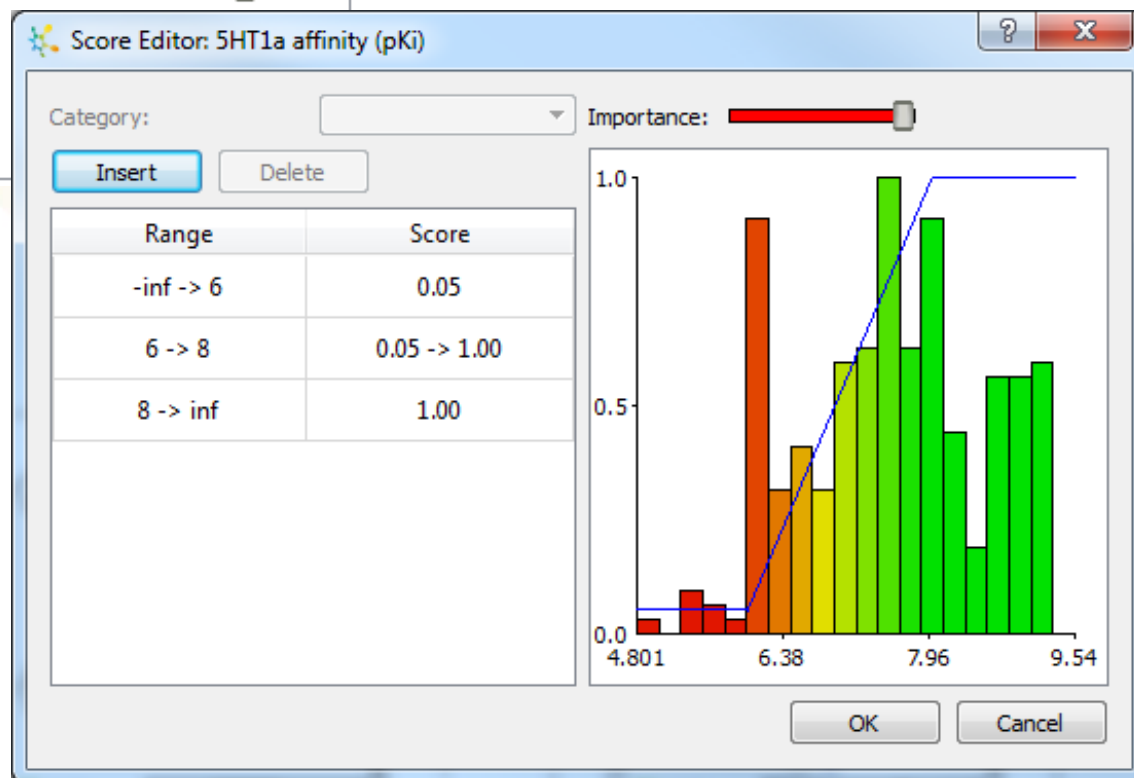 Score Editor: 5HT1a affinity (pKi)
?
X
Category:
Importance:
Insert
Delete
Range Score
-inf -> 6 0.05
6 -> 8 0.05 -> 1.00
8 -> inf 1.00
1.0
0.5
0.0
4.801 6.38 7.96 9.54
OK
Cancel